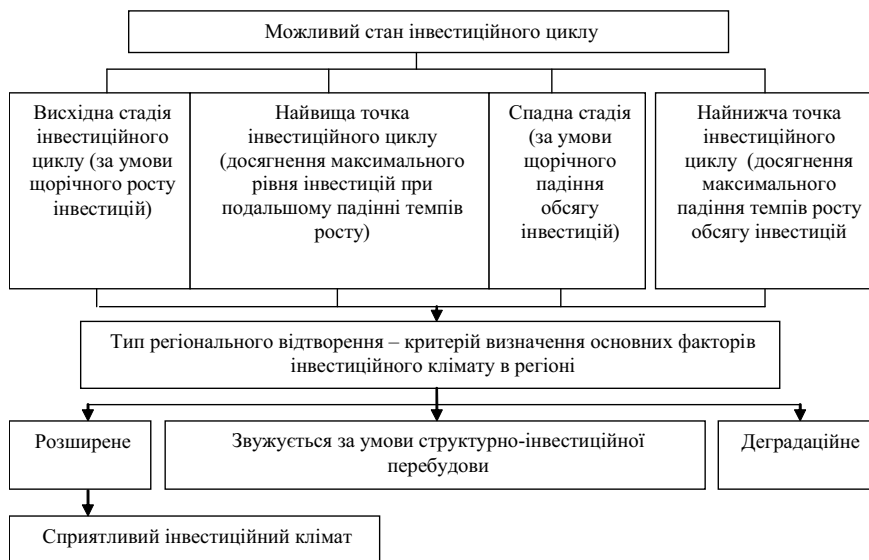 Можливий стан інвестиційного циклу
Висхідна стадія
інвестиційного
циклу (за умови
щорічного росту
інвестицій)
Найвища точка
інвестиційного циклу
(досягнення максимального
рівня інвестицій при
подальшому падінні темпів
росту)
Спадна стадія
(за умови
щорічного
падіння
обсягу
інвестицій)
Найнижча точка
інвестиційного
циклу (досягнення
максимального
падіння темпів росту
обсягу інвестицій
Тип регіонального відтворення – критерій визначення основних факторів
інвестиційного клімату в регіоні
Розширене
Звужується за умови структурно-інвестиційної
перебудови
Деградаційне
Сприятливий інвестиційний клімат